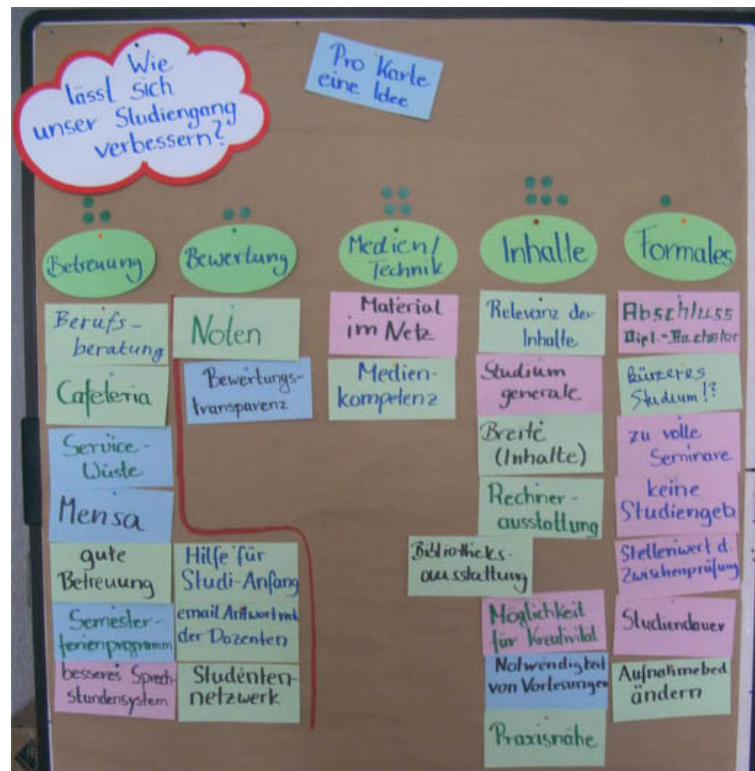 Wie
lässt sich
unser Studiengang
verbessern?
Pro Karte
eine Idee
Betreuung
Berufs-
beratung
Cafeteria
Service-
Wüste
Mensa
gute
Betreuung
Semester-
ferienprogramm
besseres Sprech-
stundensystem
Hilfe für
Studi-Anfang
email Antwort mit
der Dozenten
Studenten-
netzwerk
Bewertung
Noten
Bewertungs-
transparenz
Medien/
Technik
Material
im Netz
Medien-
kompetenz
Inhalte
Relevanz der
Inhalte
Studium
generale
Breite
(Inhalte)
Rechner-
ausstattung
Bibliotheks-
ausstattung
Möglichkeit
für Kreativität
Notwendigkeit
von Vorlesungen
Praxisnähe
Formales
Abschluss
Dipl.-Bachelor
Kürzeres
Studium!?
zu volle
Seminare
keine
Studiengeb.
Stellenwert d.
Zwischenprüfung
Studiendauer
Aufnahmebed.
ändern